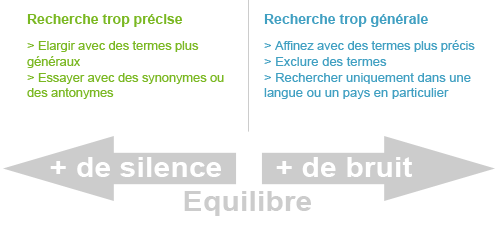 Recherche trop précise
> Elargir avec des termes plus
généraux
> Essayer avec des synonymes ou
des antonymes
Recherche trop générale
> Affinez avec des termes plus précis
> Exclure des termes
> Rechercher uniquement dans une
langue ou un pays en particulier
+ de silence
+ de bruit
Equilibre